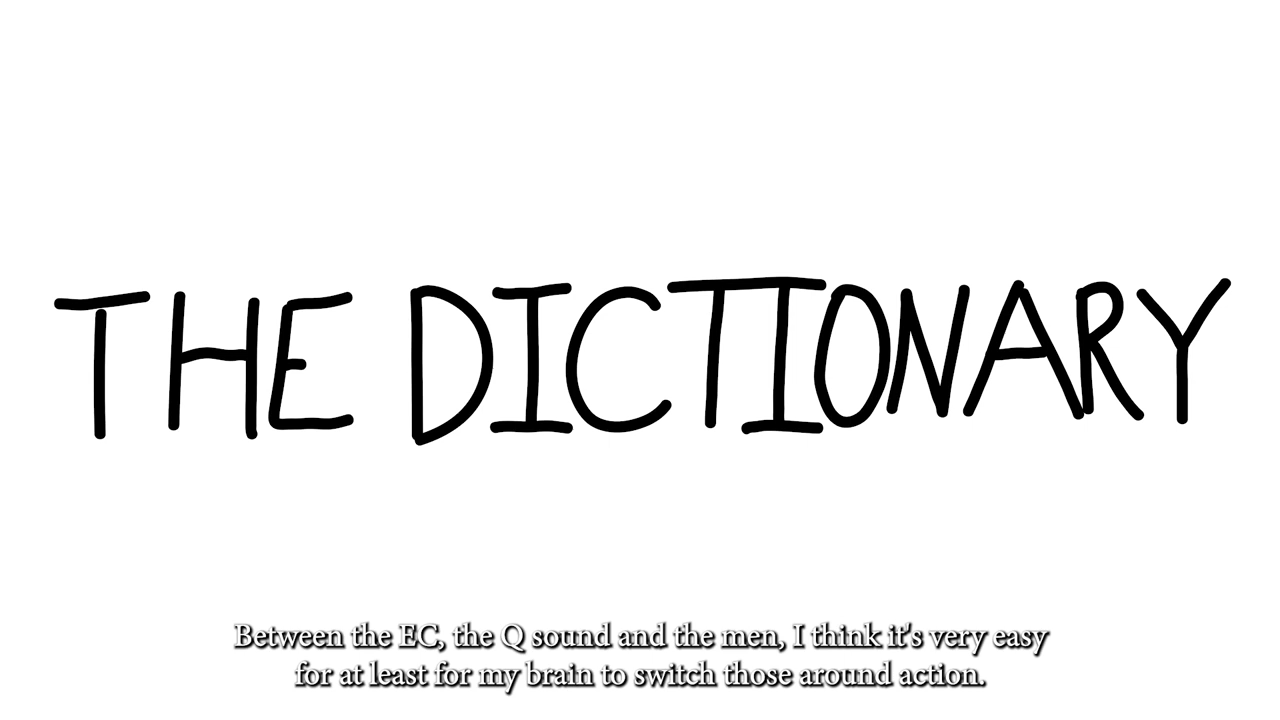 THE DICTIONARY
Between the EC, the Q sound and the men, I think it's very easy
for at least for my brain to switch those around action.